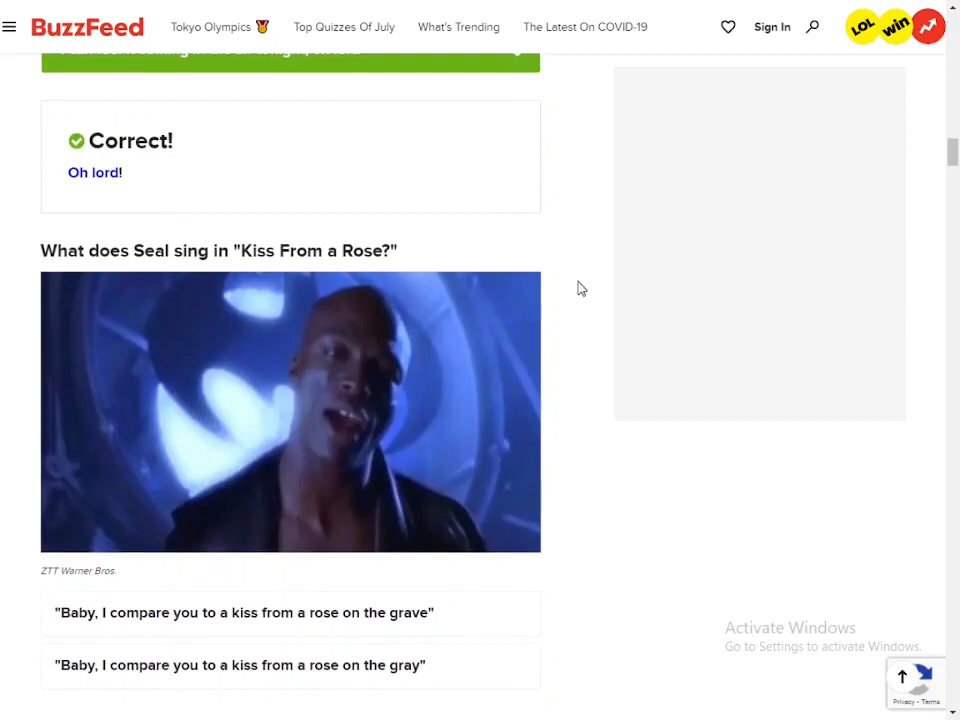 BuzzFeed
Tokyo Olympics
Top Quizzes Of July
What's Trending
The Latest On COVID-19
Sign In
LOL
win
Correct!
Oh lord!
What does Seal sing in "Kiss From a Rose?"
ZTT Warner Bros.
"Baby, I compare you to a kiss from a rose on the grave"
"Baby, I compare you to a kiss from a rose on the gray"
Activate Windows
Go to Settings to activate Windows.
Privacy - Terms